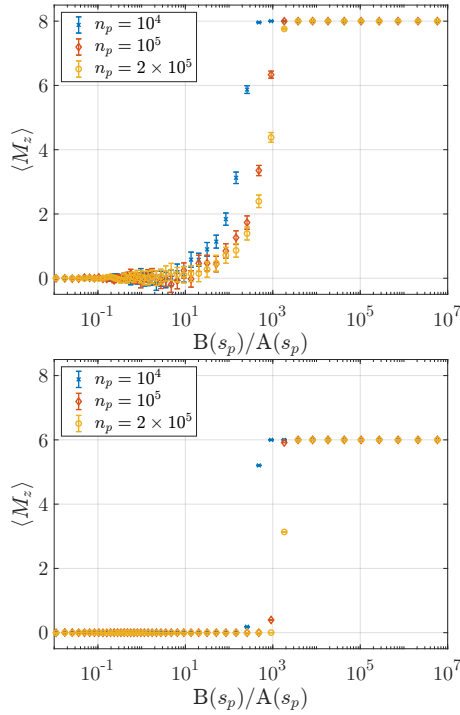 8
6
4
2
0
⟨M_z⟩
n_p = 10^4
n_p = 10^5
n_p = 2 × 10^5
10^-1 10^1 10^3 10^5 10^7
B(s_p)/A(s_p)
8
6
4
2
0
⟨M_z⟩
n_p = 10^4
n_p = 10^5
n_p = 2 × 10^5
10^-1 10^1 10^3 10^5 10^7
B(s_p)/A(s_p)